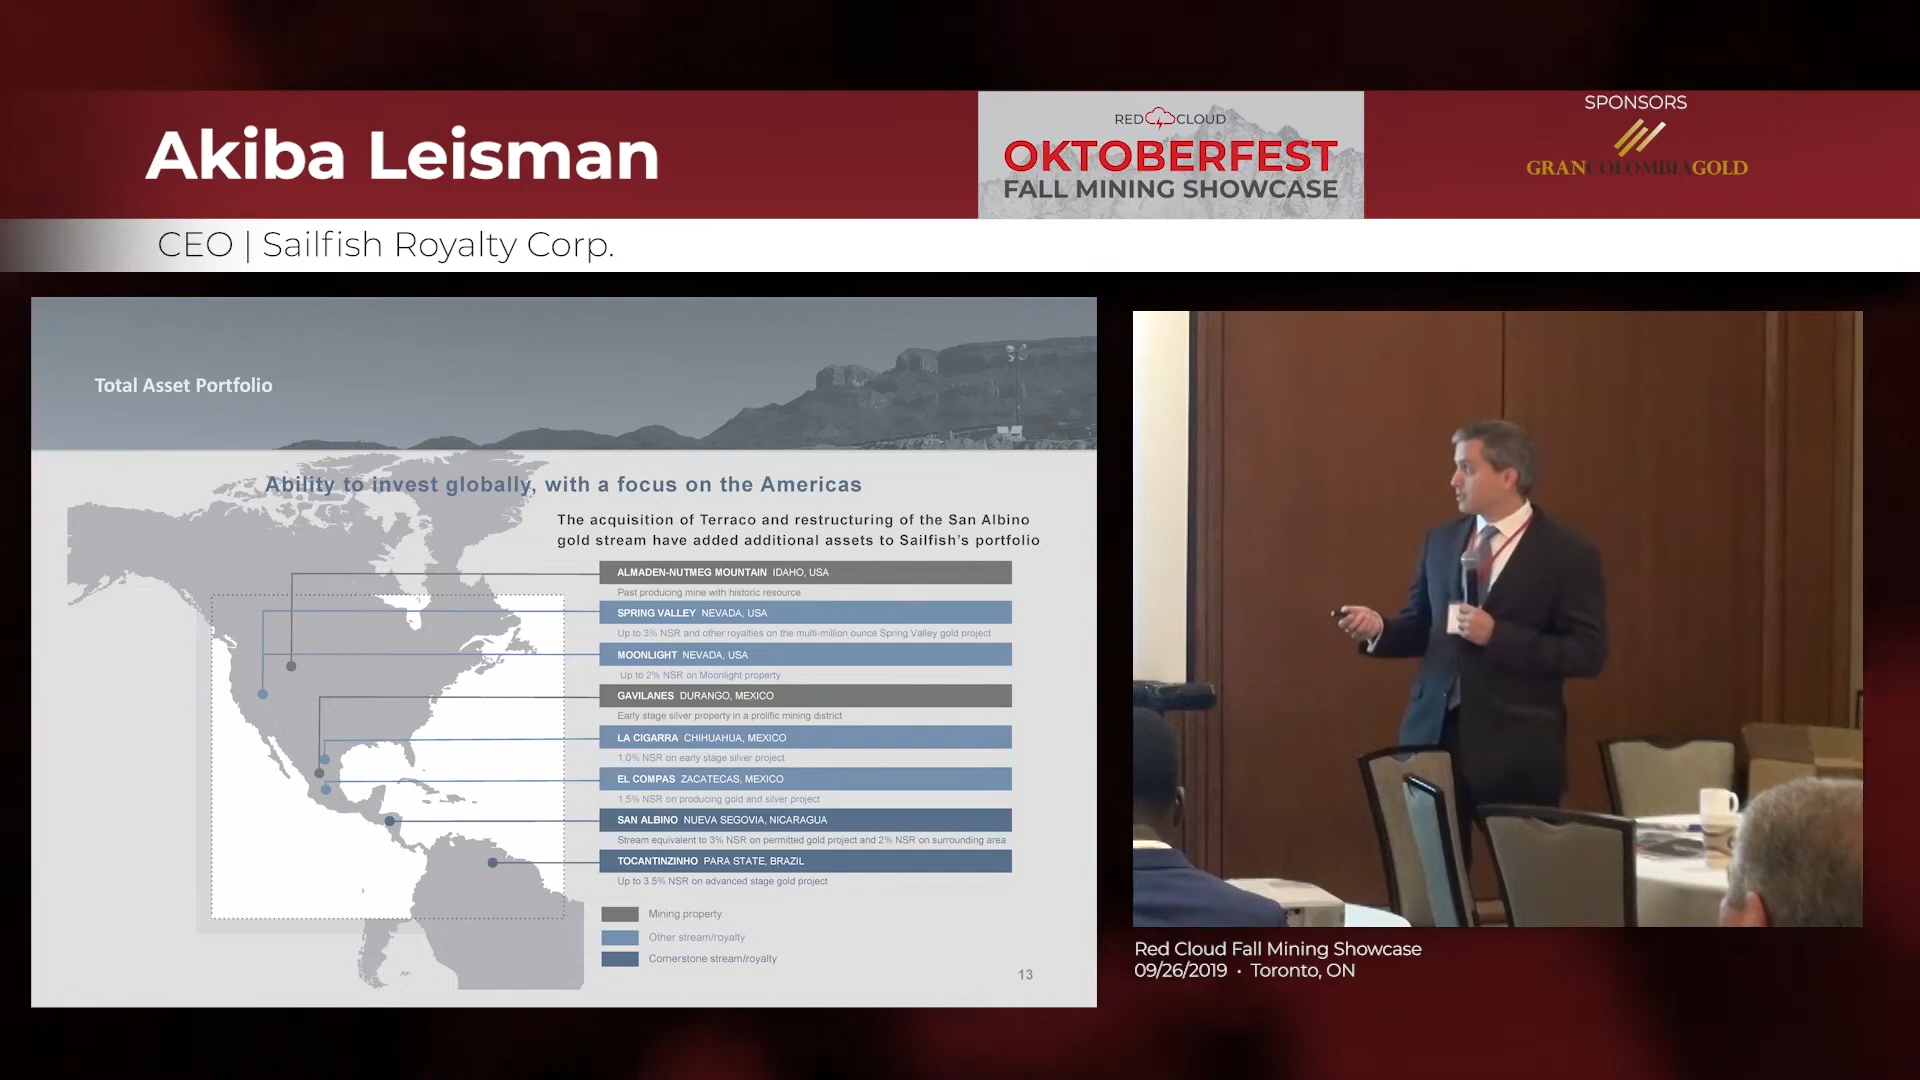 Akiba Leisman
CEO | Sailfish Royalty Corp.
RED CLOUD
OKTOBERFEST
FALL MINING SHOWCASE
SPONSORS
GRANCOLOMBIAGOLD
Total Asset Portfolio
Ability to invest globally, with a focus on the Americas
The acquisition of Terraco and restructuring of the San Albino
gold stream have added additional assets to Sailfish's portfolio
ALMADEN-NUTMEG MOUNTAIN IDAHO, USA
Past producing mine with historic resource
SPRING VALLEY NEVADA, USA
Up to 3% NSR and other royalties on the multi-million ounce Spring Valley gold project
MOONLIGHT NEVADA, USA
Up to 2% NSR on Moonlight property
GAVILANES DURANGO, MEXICO
Early stage silver property in a prolific mining district
LA CIGARRA CHIHUAHUA, MEXICO
1.0% NSR on early stage silver project
EL COMPAS ZACATECAS, MEXICO
1.5% NSR on producing gold and silver project
SAN ALBINO NUEVA SEGOVIA, NICARAGUA
Stream equivalent to 3% NSR on permitted gold project and 2% NSR on surrounding area
TOCANTINZINHO PARA STATE, BRAZIL
Up to 3.5% NSR on advanced stage gold project
Mining property
Other stream/royalty
Cornerstone stream/royalty
13
Red Cloud Fall Mining Showcase
09/26/2019 • Toronto, ON